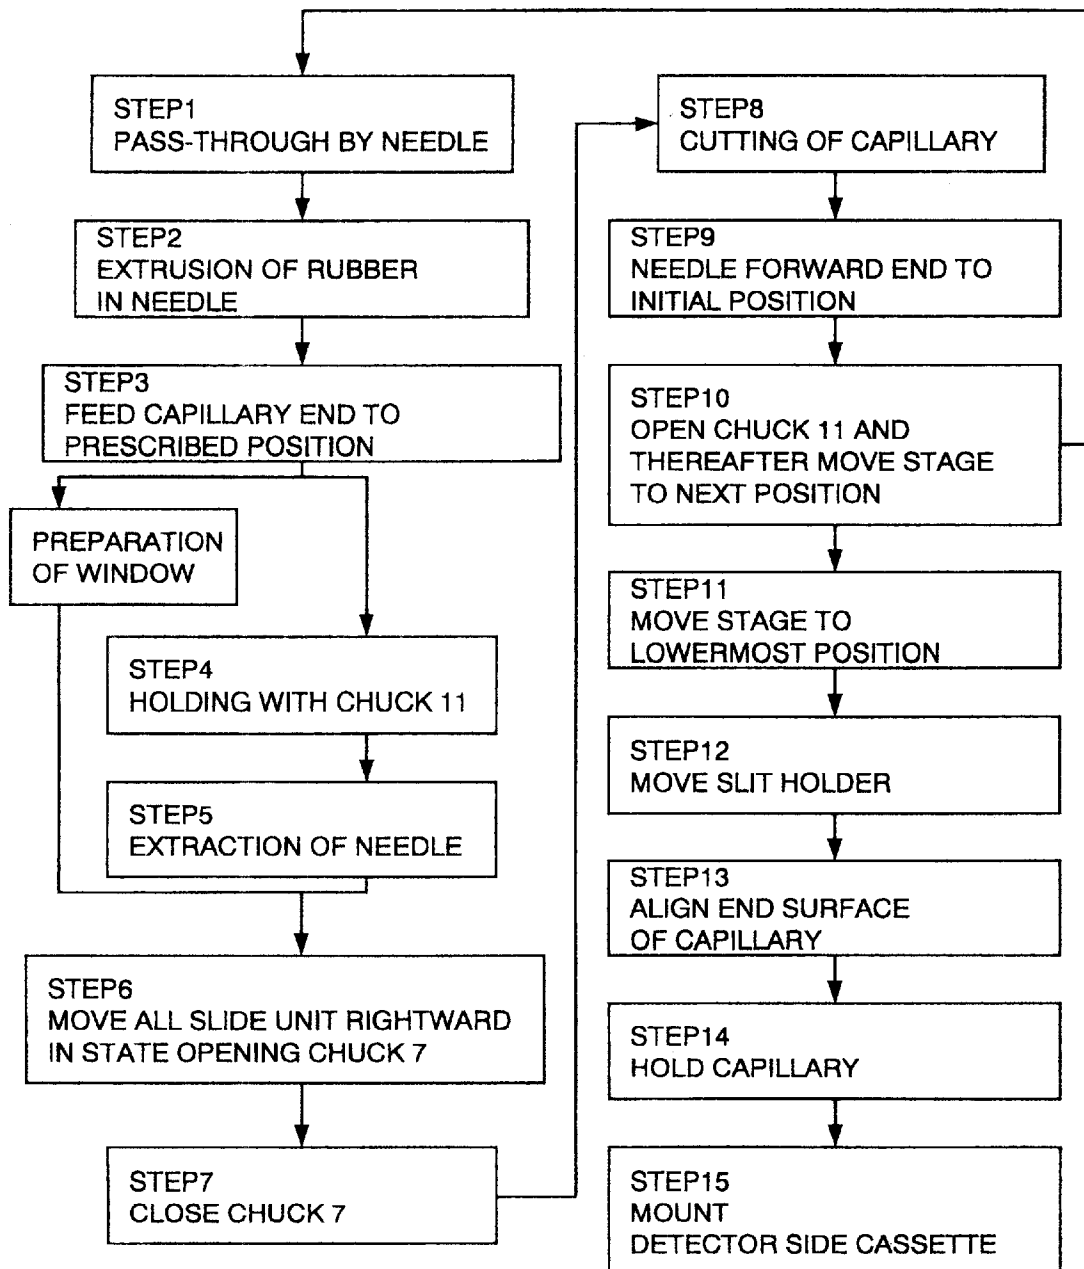 STEP1
PASS-THROUGH BY NEEDLE
STEP2
EXTRUSION OF RUBBER
IN NEEDLE
STEP3
FEED CAPILLARY END TO
PRESCRIBED POSITION
PREPARATION
OF WINDOW
STEP4
HOLDING WITH CHUCK 11
STEP5
EXTRACTION OF NEEDLE
STEP6
MOVE ALL SLIDE UNIT RIGHTWARD
IN STATE OPENING CHUCK 7
STEP7
CLOSE CHUCK 7
STEP8
CUTTING OF CAPILLARY
STEP9
NEEDLE FORWARD END TO
INITIAL POSITION
STEP10
OPEN CHUCK 11 AND
THEREAFTER MOVE STAGE
TO NEXT POSITION
STEP11
MOVE STAGE TO
LOWERMOST POSITION
STEP12
MOVE SLIT HOLDER
STEP13
ALIGN END SURFACE
OF CAPILLARY
STEP14
HOLD CAPILLARY
STEP15
MOUNT
DETECTOR SIDE CASSETTE